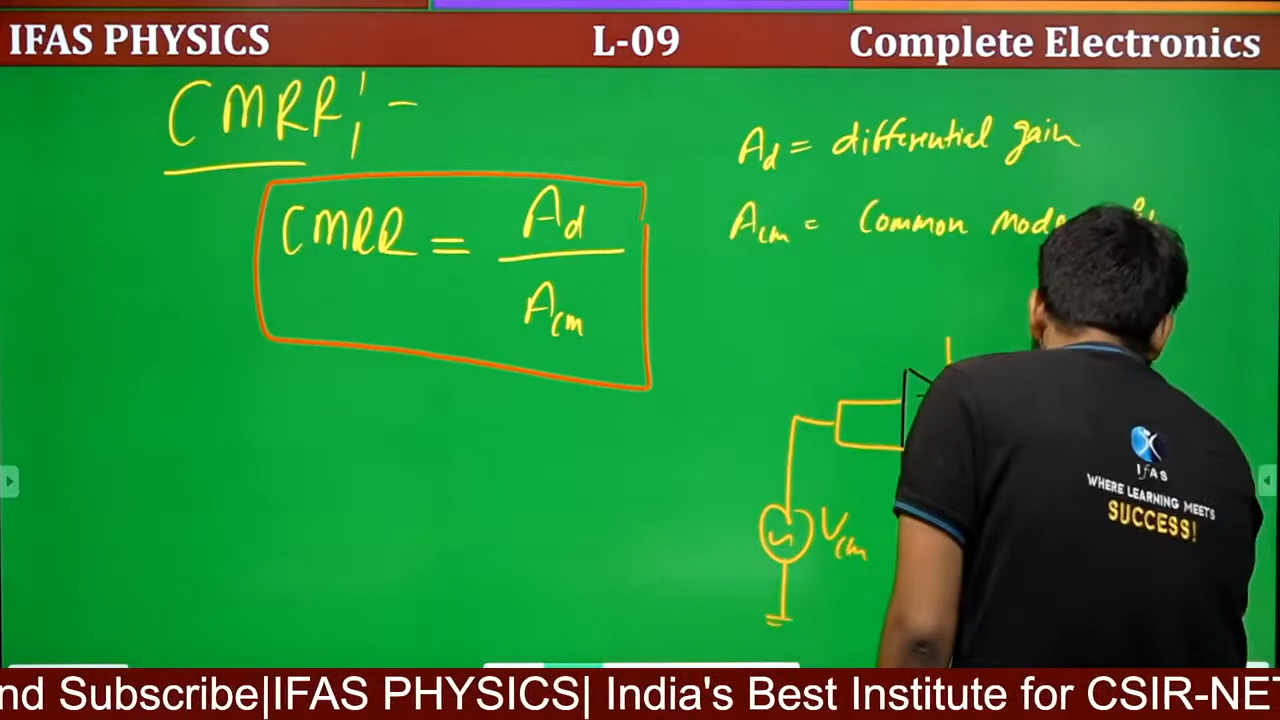 IFAS PHYSICS
L-09
Complete Electronics
CMRR :-
CMRR = Ad / Acm
Ad = differential gain
Acm = Common mode
Vcm
IFAS
WHERE LEARNING MEETS
SUCCESS!
nd Subscribe|IFAS PHYSICS| India's Best Institute for CSIR-NET